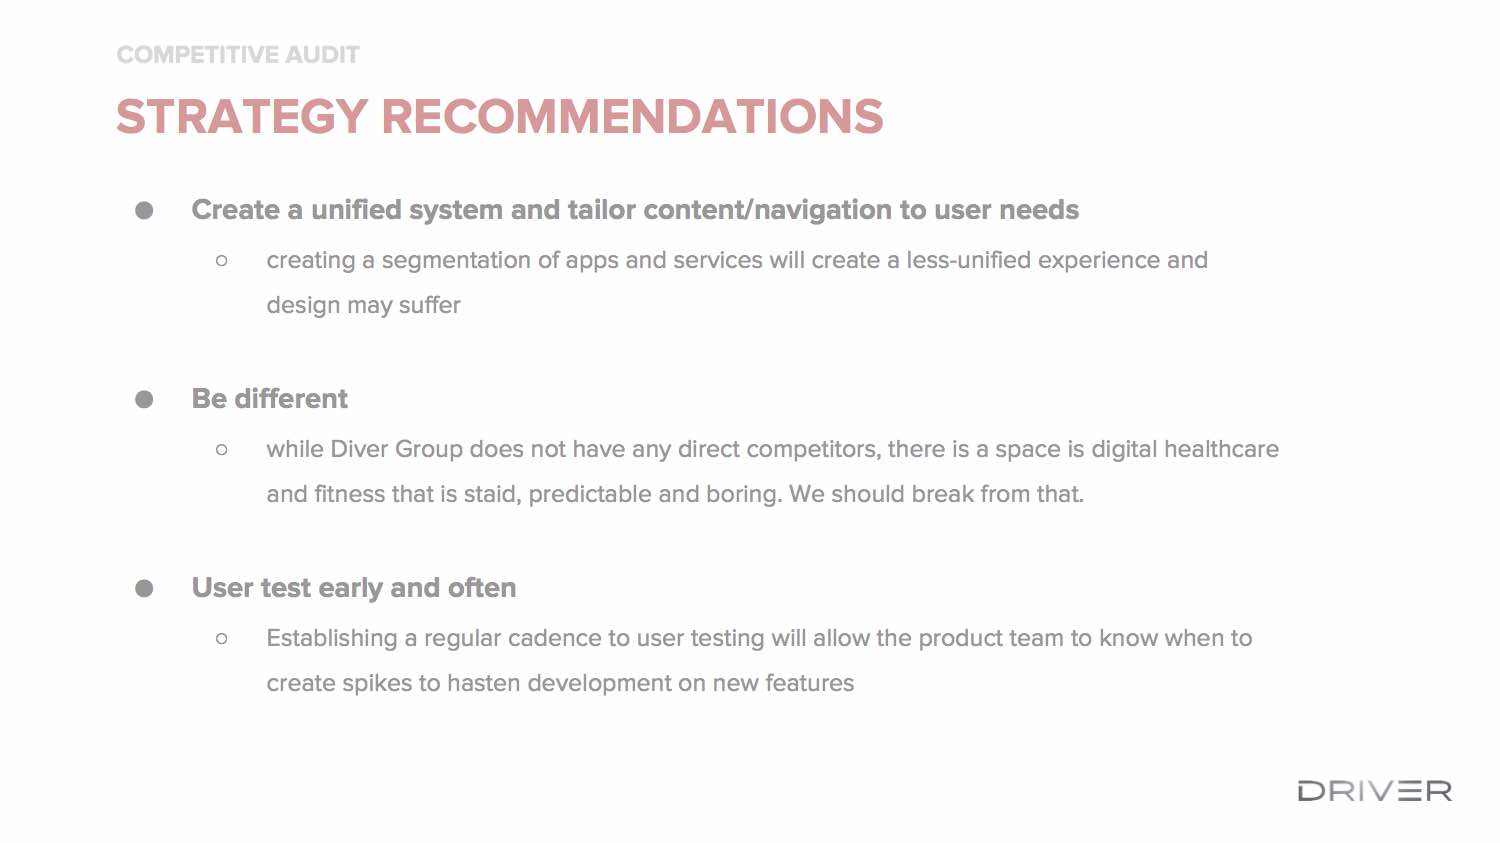 COMPETITIVE AUDIT
STRATEGY RECOMMENDATIONS
● Create a unified system and tailor content/navigation to user needs
○ creating a segmentation of apps and services will create a less-unified experience and
design may suffer
● Be different
○ while Diver Group does not have any direct competitors, there is a space is digital healthcare
and fitness that is staid, predictable and boring. We should break from that.
● User test early and often
○ Establishing a regular cadence to user testing will allow the product team to know when to
create spikes to hasten development on new features
DRIVER